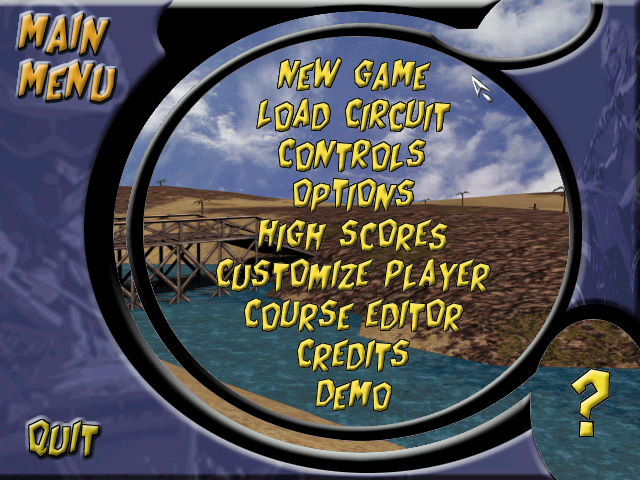 MAIN
MENU
NEW GAME
LOAD CIRCUIT
CONTROLS
OPTIONS
HIGH SCORES
CUSTOMIZE PLAYER
COURSE EDITOR
CREDITS
DEMO
QUIT
?